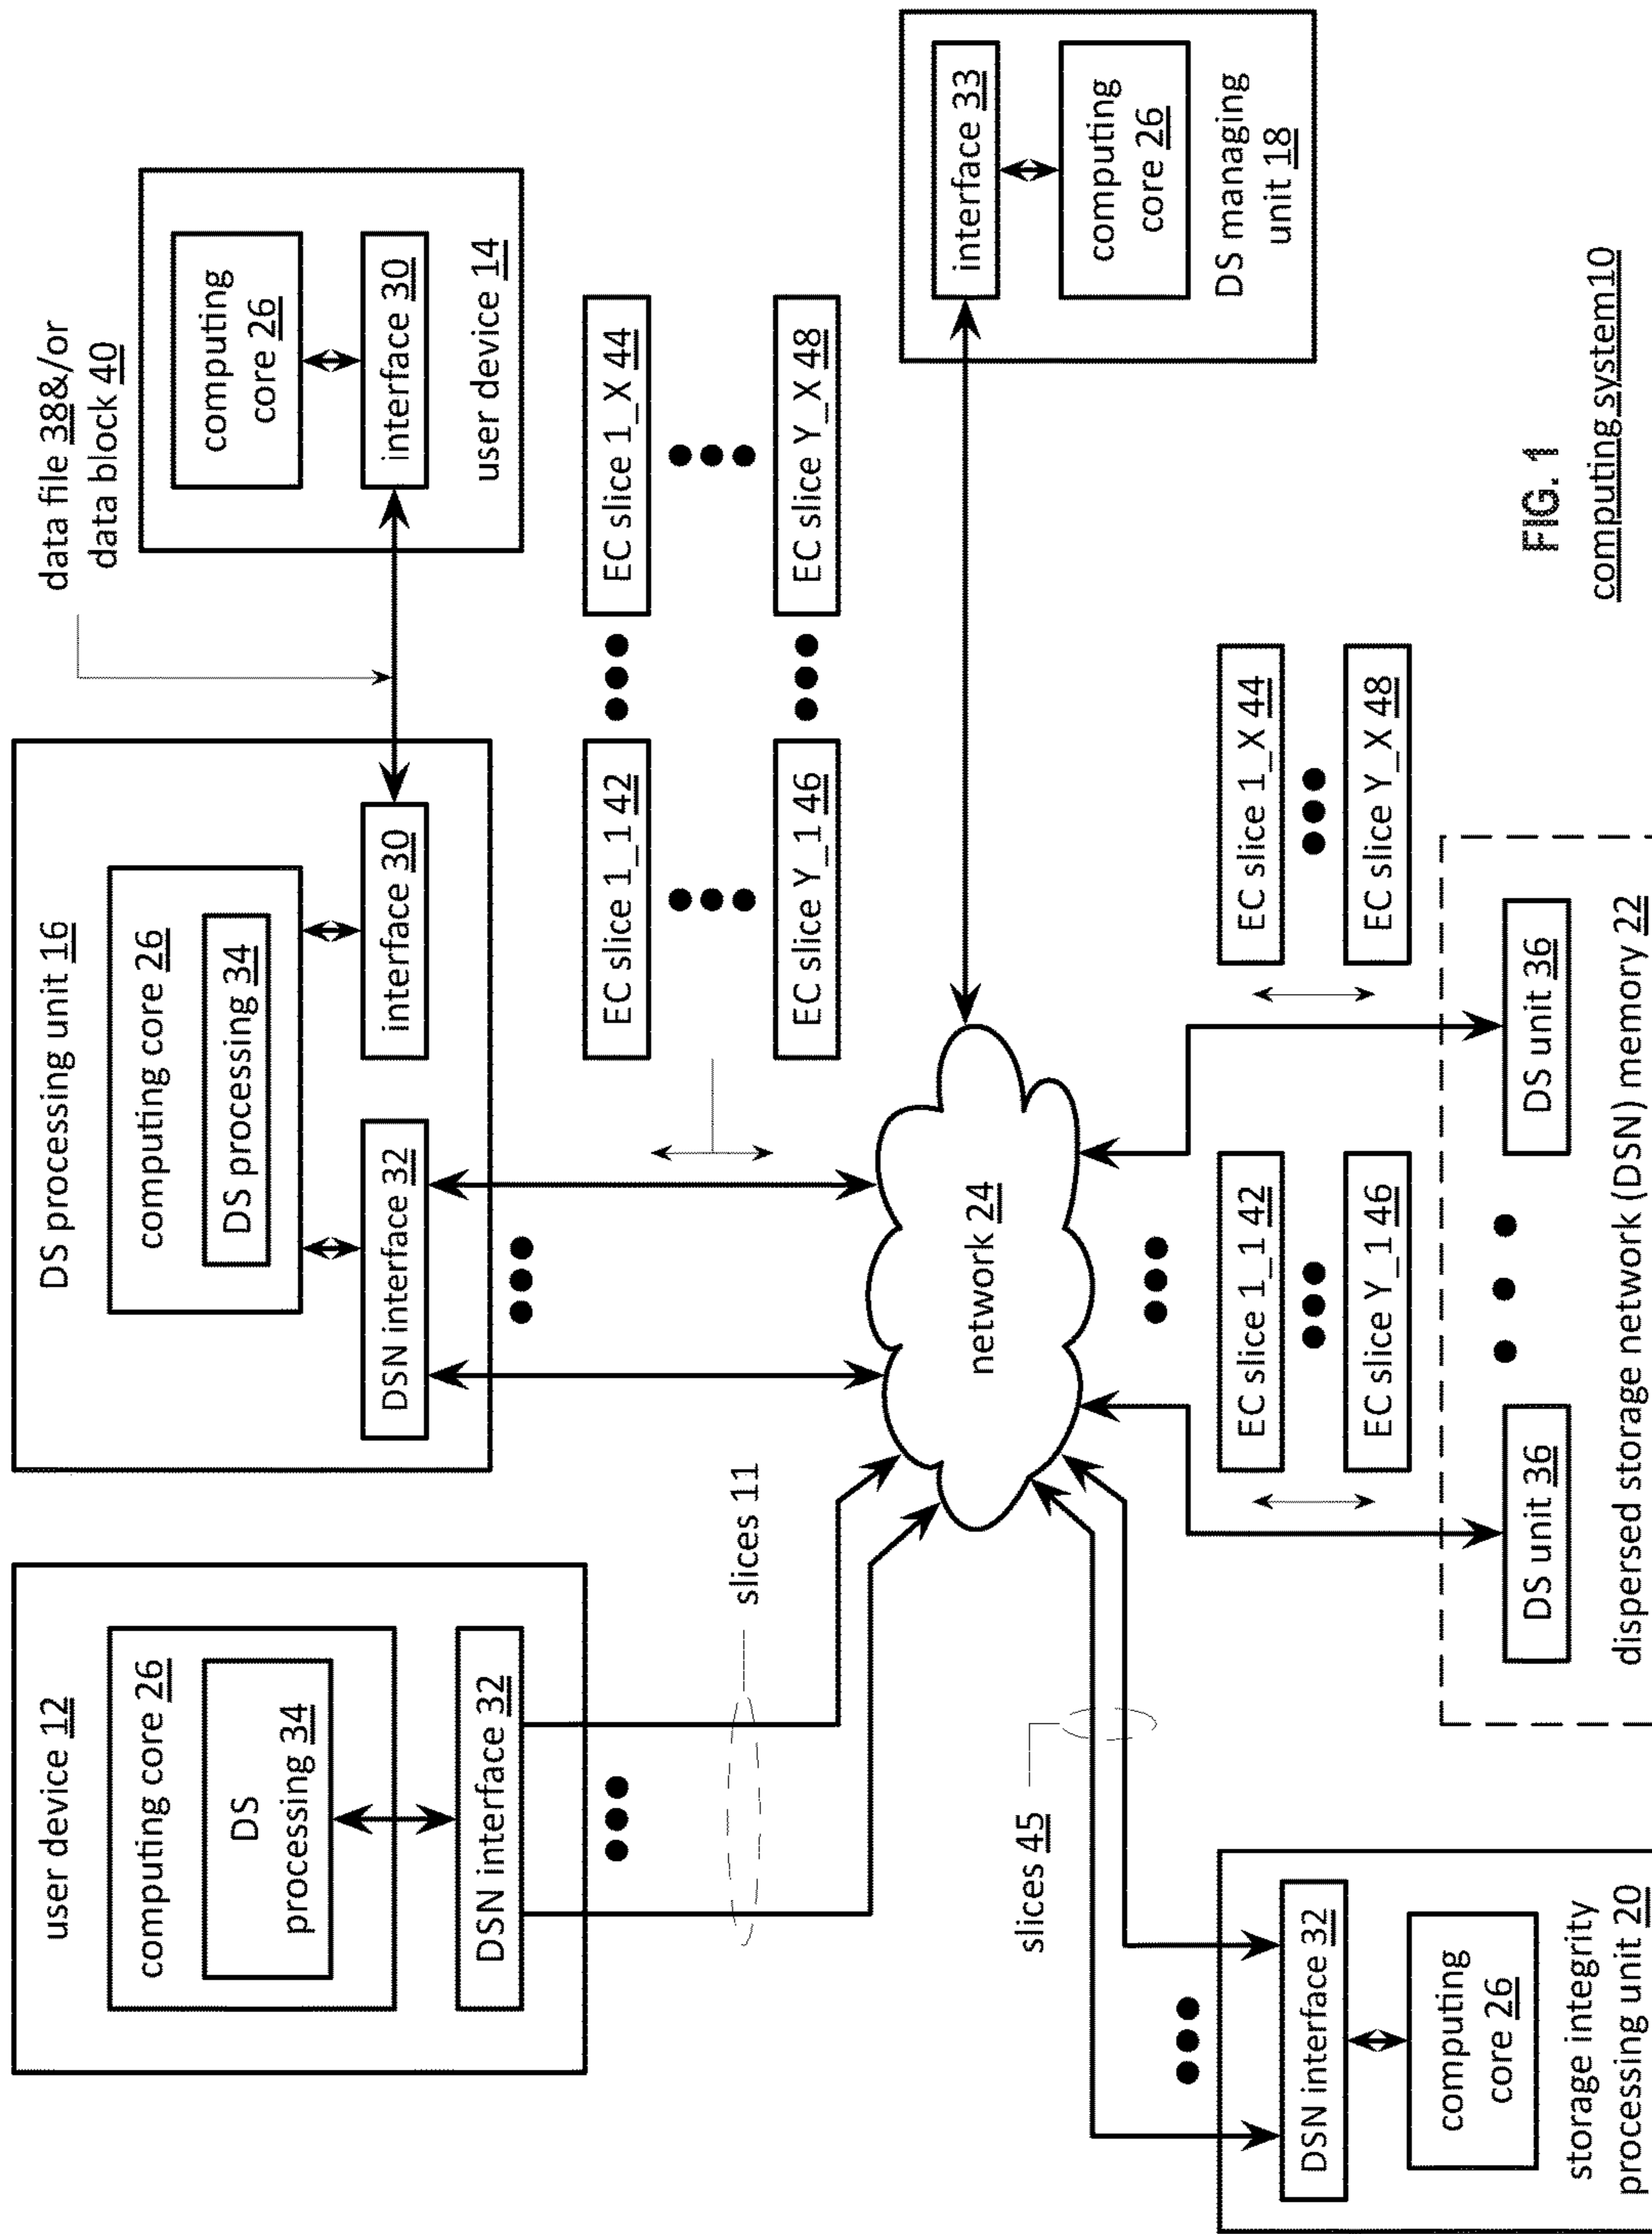 user device 12
computing core 26
DS
processing 34
DSN interface 32
slices 11
DS processing unit 16
computing core 26
DS processing 34
DSN interface 32
interface 30
data file 38&/or
data block 40
computing
core 26
interface 30
user device 14
EC slice 1_1 42
EC slice 1_X 44
EC slice Y_1 46
EC slice Y_X 48
network 24
interface 33
computing
core 26
DS managing
unit 18
slices 45
DSN interface 32
computing
core 26
storage integrity
processing unit 20
EC slice 1_1 42
EC slice Y_1 46
EC slice 1_X 44
EC slice Y_X 48
DS unit 36
DS unit 36
dispersed storage network (DSN) memory 22
FIG. 1
computing system10